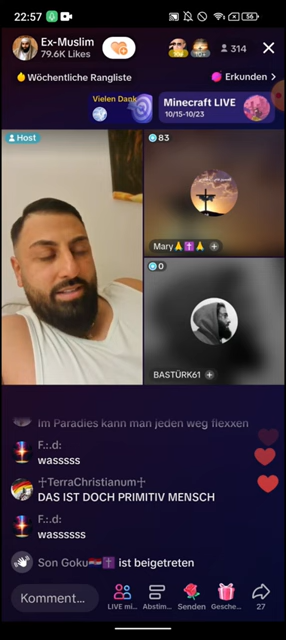 22:57
56
Ex-Muslim
79.6K Likes
314
Wöchentliche Rangliste
Erkunden >
Vielen Dank
Minecraft LIVE
10/15-10/23
Host
83
Mary🙏✝️🙏
0
BASTÜRK61
Im Paradies kann man jeden weg flexxen
F.:.d:
wasssss
♱TerraChristianum♱
DAS IST DOCH PRIMITIV MENSCH
F.:.d:
wassssss
Son Goku🇭🇷✝️ ist beigetreten
Komment...
LIVE mi...
Abstim...
Senden
Gesche...
27